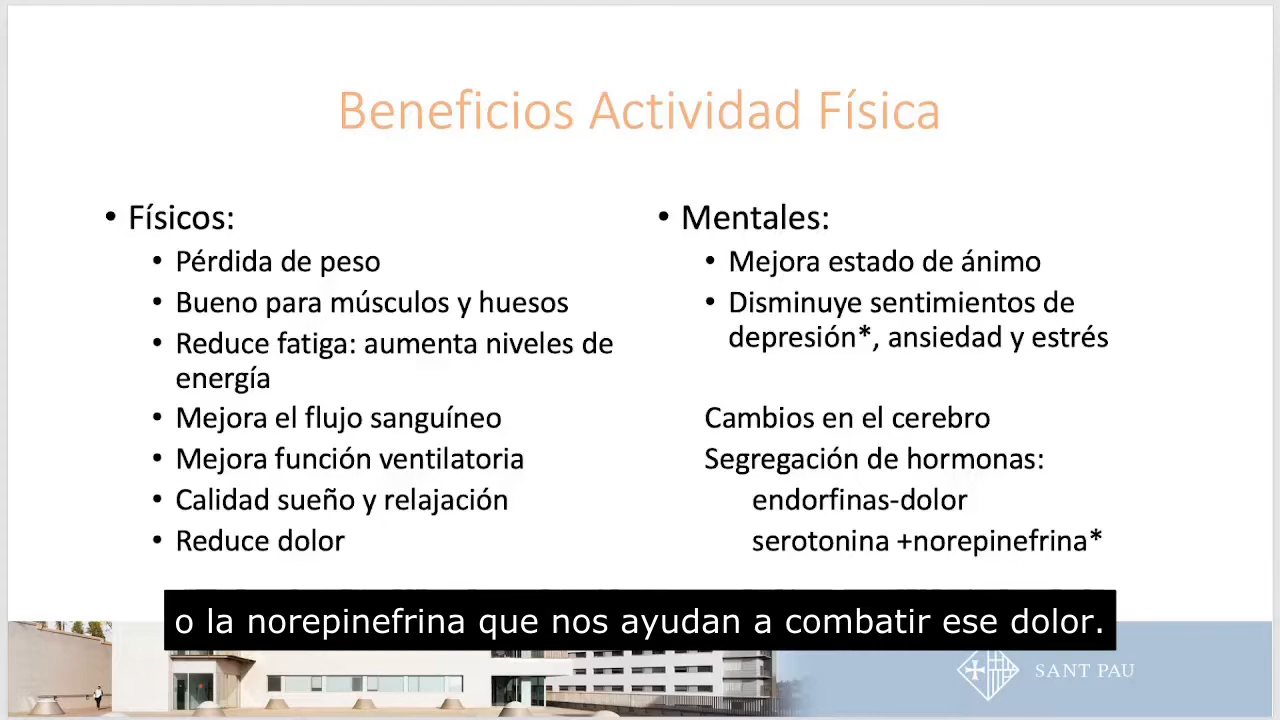 Beneficios Actividad Física
• Físicos:
• Pérdida de peso
• Bueno para músculos y huesos
• Reduce fatiga: aumenta niveles de
energía
• Mejora el flujo sanguíneo
• Mejora función ventilatoria
• Calidad sueño y relajación
• Reduce dolor
• Mentales:
• Mejora estado de ánimo
• Disminuye sentimientos de
depresión*, ansiedad y estrés
Cambios en el cerebro
Segregación de hormonas:
endorfinas-dolor
serotonina +norepinefrina*
o la norepinefrina que nos ayudan a combatir ese dolor.
SANT PAU